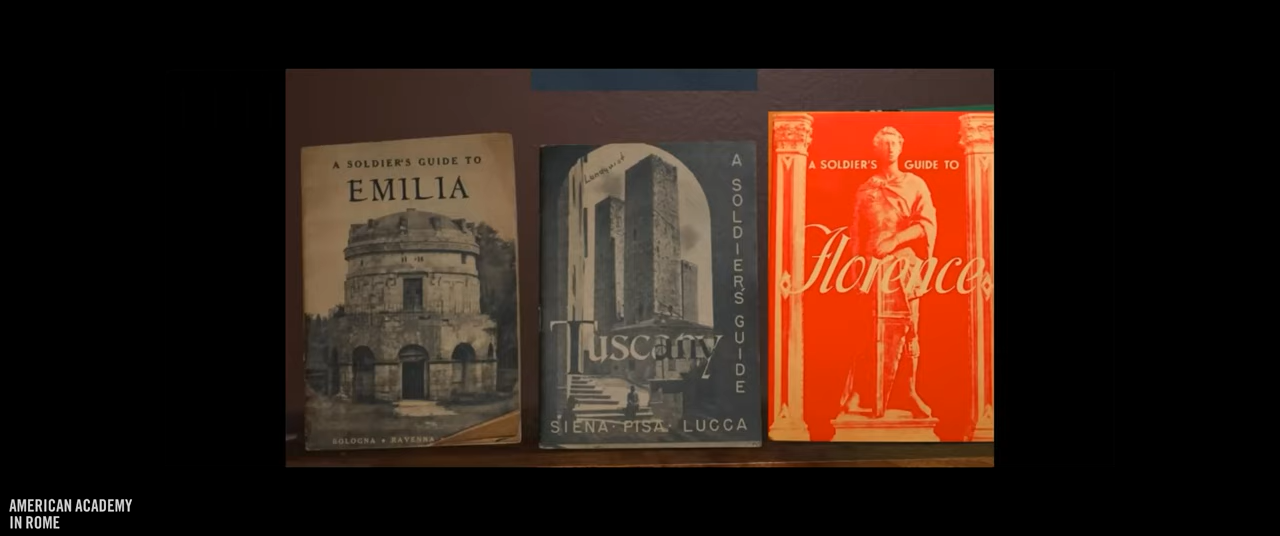 A SOLDIER'S GUIDE TO
EMILIA
BOLOGNA • RAVENNA •
Lundquist
A SOLDIER'S GUIDE
Tuscany
SIENA · PISA · LUCCA
A SOLDIER'S GUIDE TO
Florence
AMERICAN ACADEMY
IN ROME